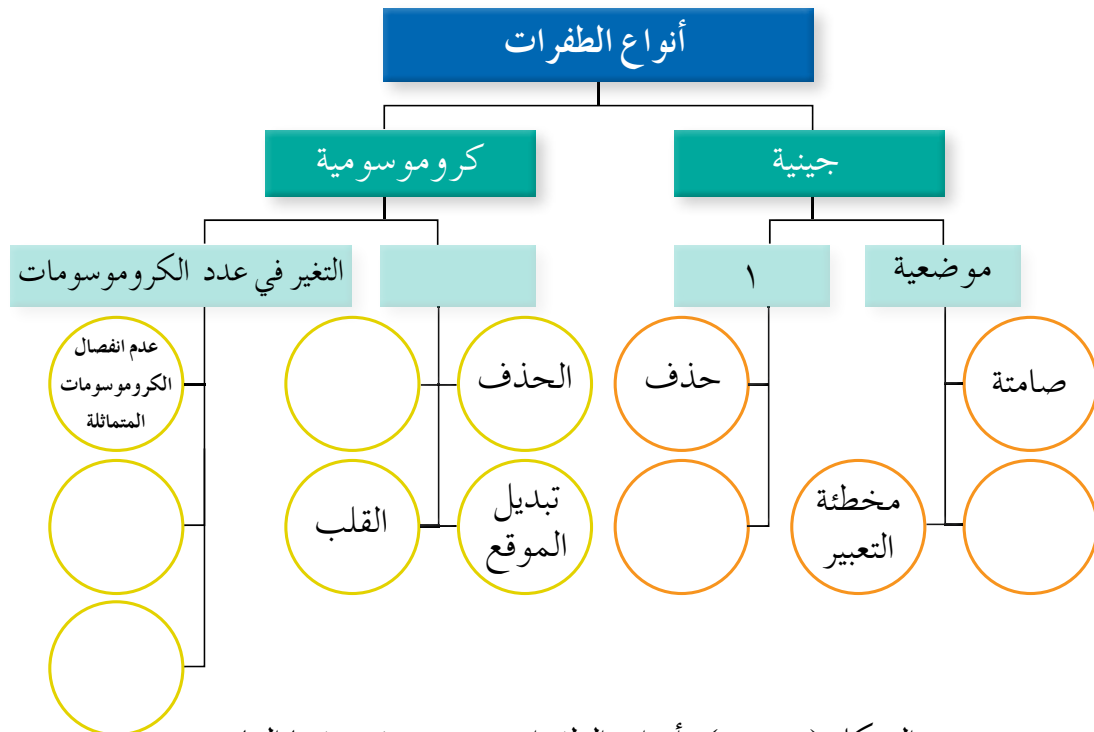 أنواع الطفرات
جينية
كروموسومية
موضعية
١
التغير في عدد الكروموسومات
صامتة
مخطئة
التعبير
حذف
الحذف
تبديل
الموقع
القلب
عدم انفصال
الكروموسومات
المتماثلة